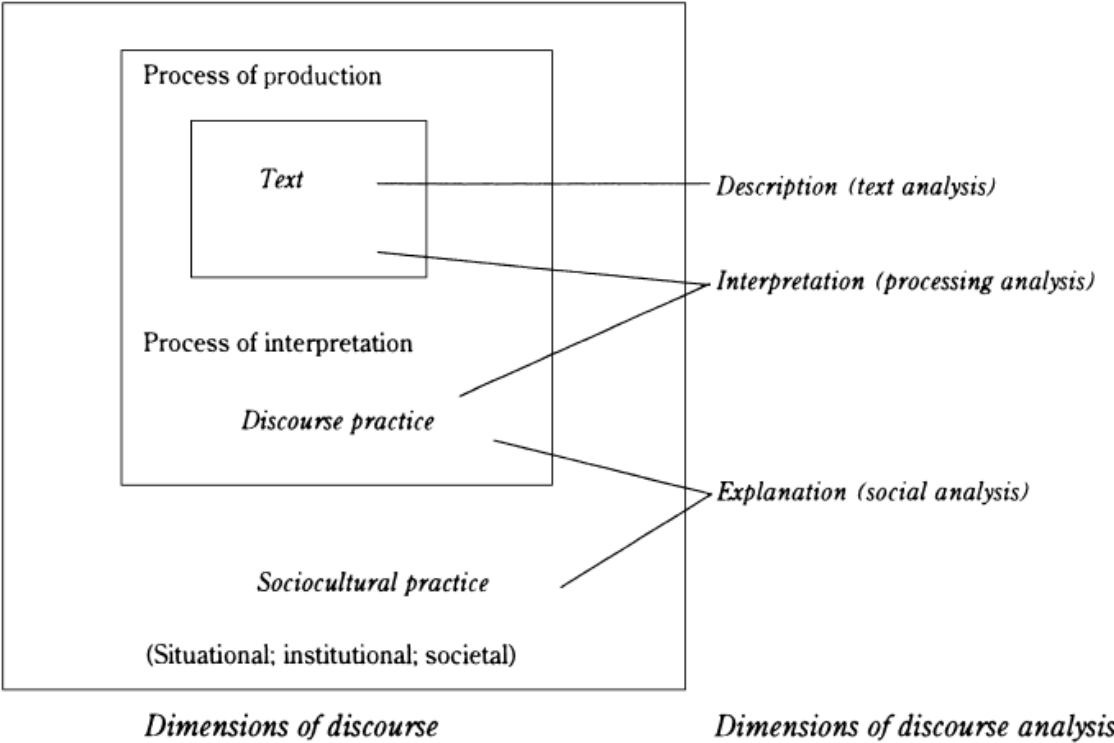 Process of production
Text
Description (text analysis)
Interpretation (processing analysis)
Process of interpretation
Discourse practice
Explanation (social analysis)
Sociocultural practice
(Situational; institutional; societal)
Dimensions of discourse
Dimensions of discourse analysis